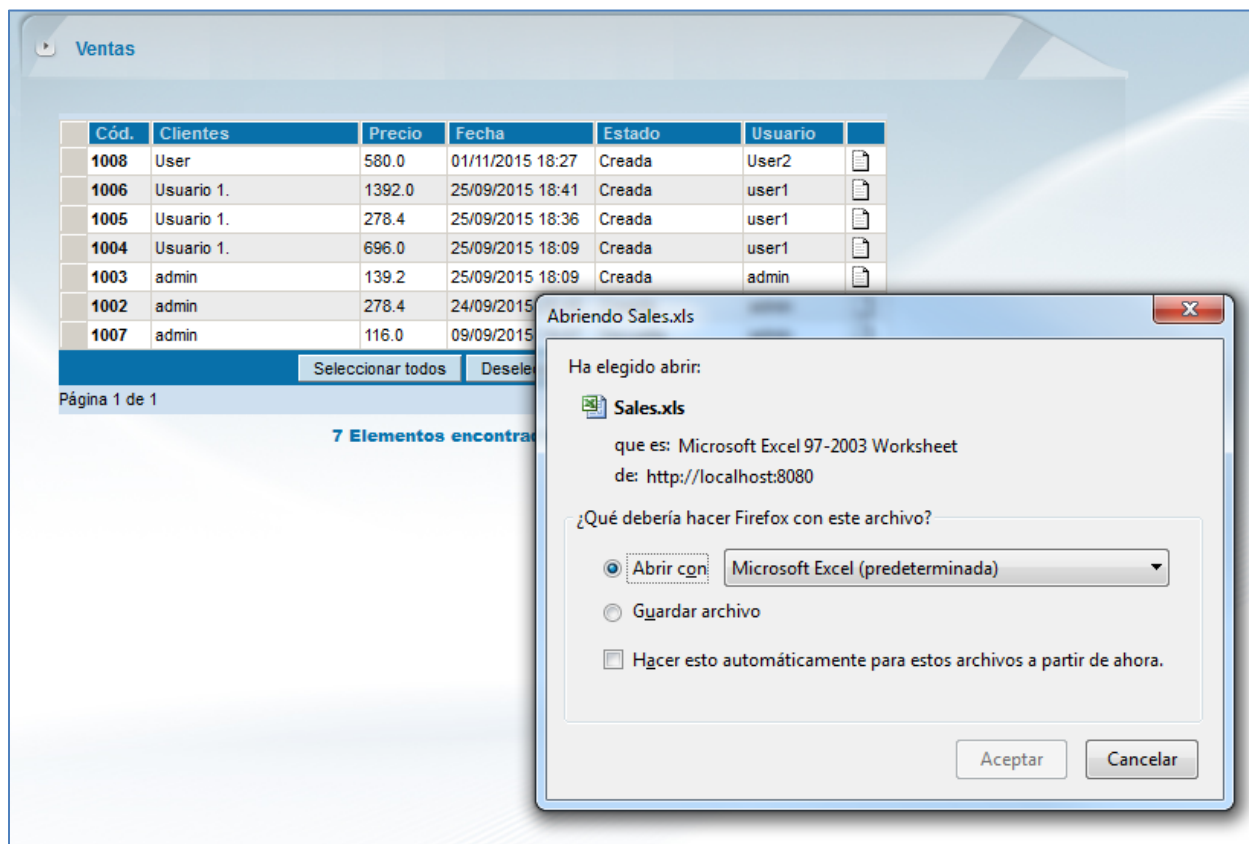 Ventas
Cód. Clientes Precio Fecha Estado Usuario
1008 User 580.0 01/11/2015 18:27 Creada User2
1006 Usuario 1. 1392.0 25/09/2015 18:41 Creada user1
1005 Usuario 1. 278.4 25/09/2015 18:36 Creada user1
1004 Usuario 1. 696.0 25/09/2015 18:09 Creada user1
1003 admin 139.2 25/09/2015 18:09 Creada admin
1002 admin 278.4 24/09/2015
1007 admin 116.0 09/09/2015
Seleccionar todos
Página 1 de 1
7 Elementos
Abriendo Sales.xls
Ha elegido abrir:
Sales.xls
que es: Microsoft Excel 97-2003 Worksheet
de: http://localhost:8080
¿Qué debería hacer Firefox con este archivo?
Abrir con Microsoft Excel (predeterminada)
Guardar archivo
Hacer esto automáticamente para estos archivos a partir de ahora.
Aceptar Cancelar